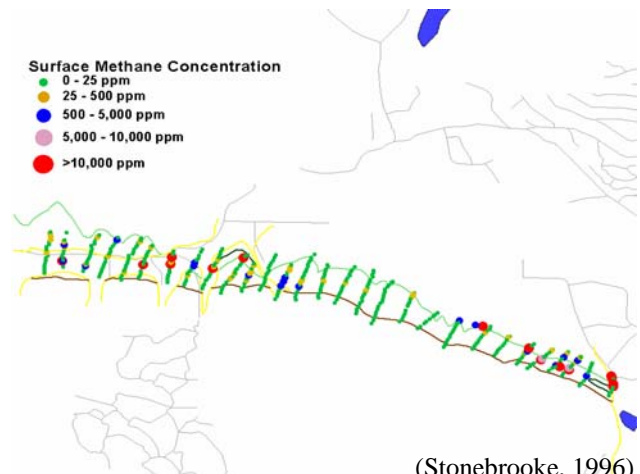 Surface Methane Concentration
0 - 25 ppm
25 - 500 ppm
500 - 5,000 ppm
5,000 - 10,000 ppm
>10,000 ppm
(Stonebrooke, 1996)